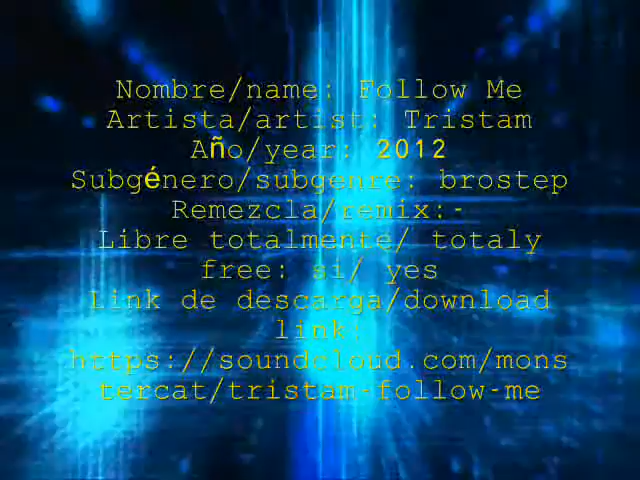 Nombre/name: Follow Me
Artista/artist: Tristam
Año/year: 2012
Subgénero/subgenre: brostep
Remezcla/remix:-
Libre totalmente/ totaly
free: si/ yes
Link de descarga/download
link:
https://soundcloud.com/mons
tercat/tristam-follow-me